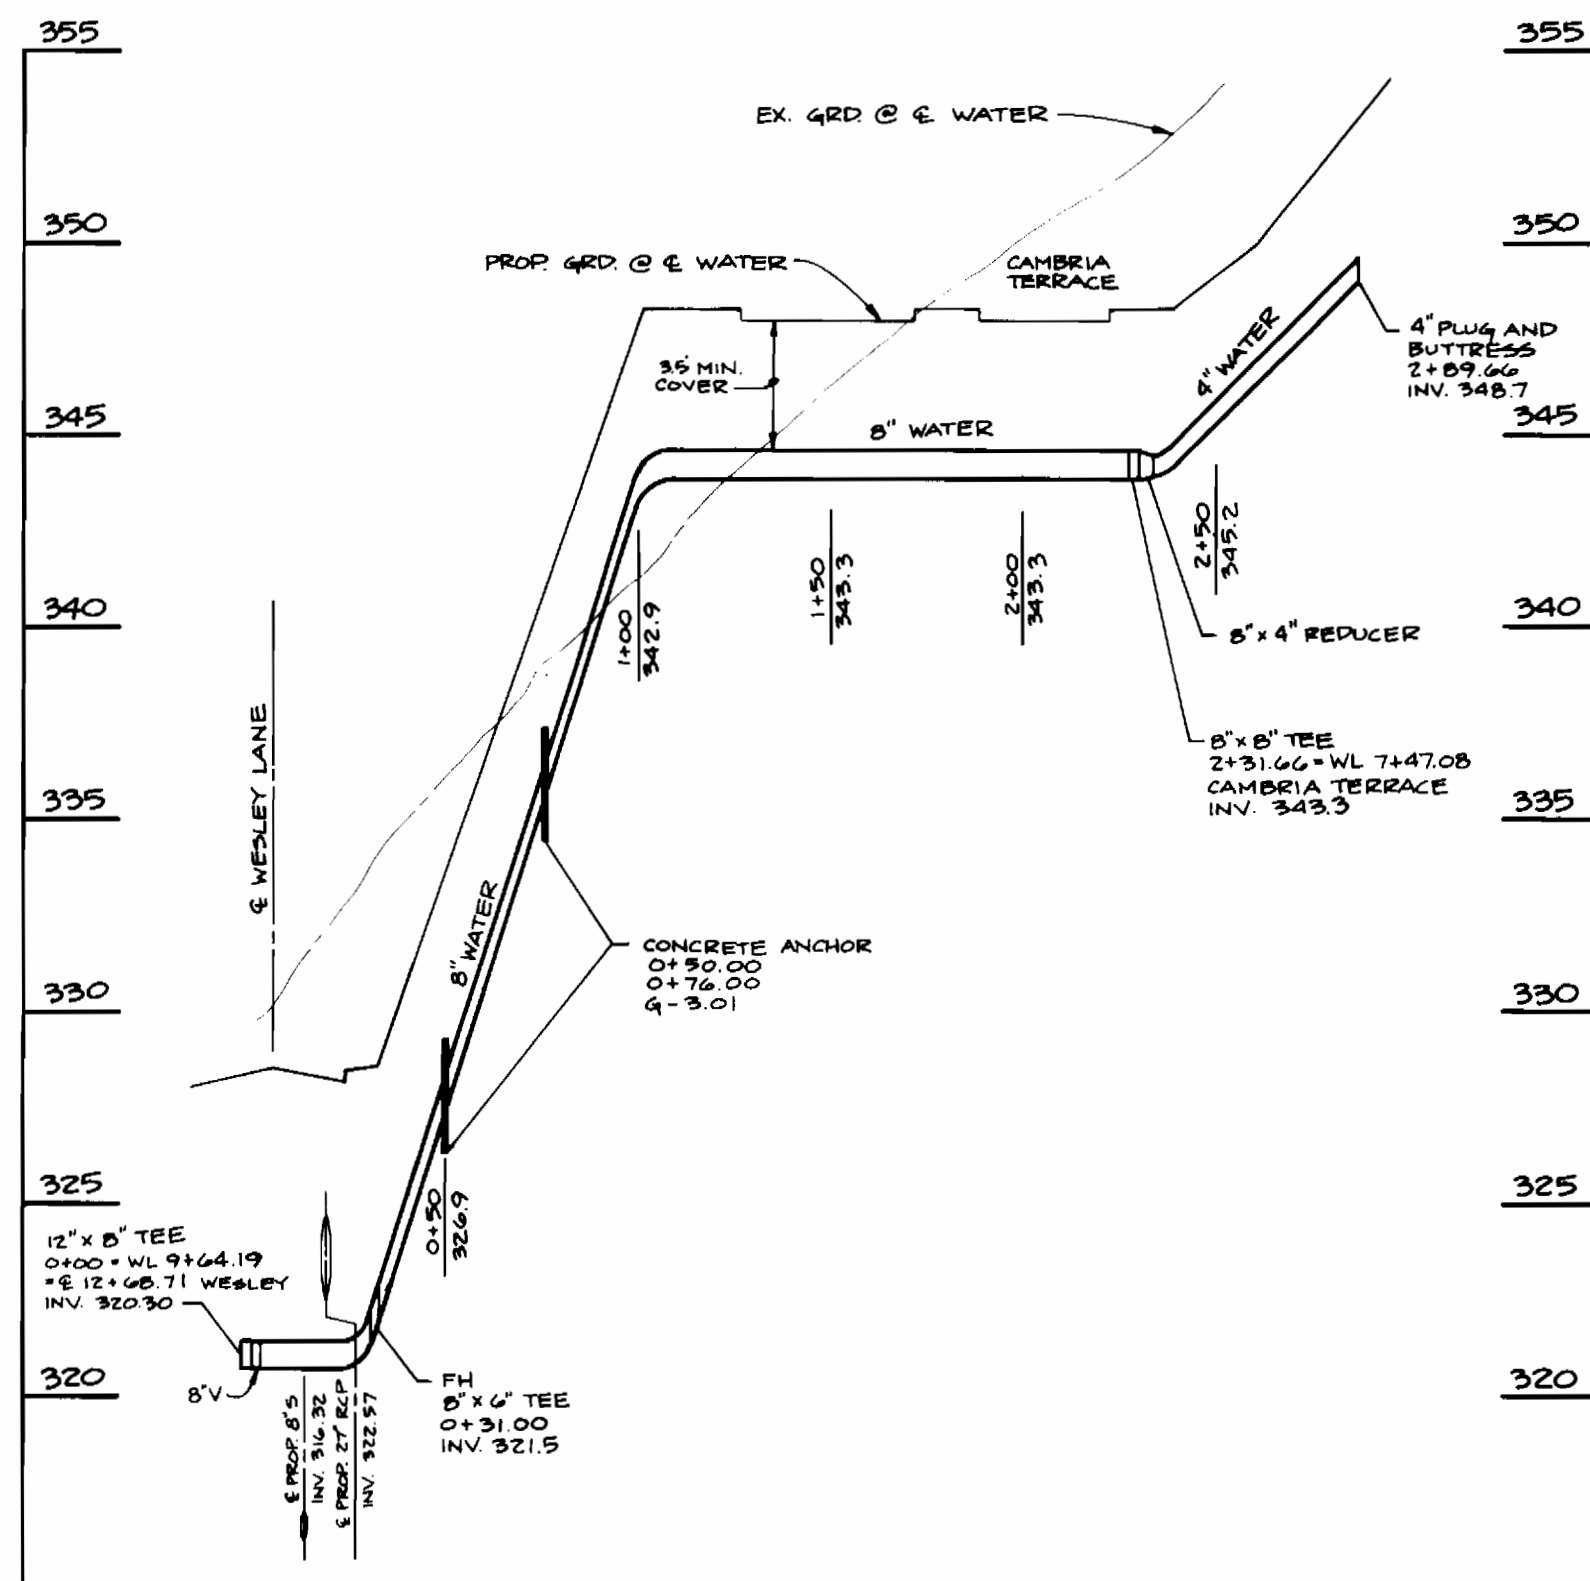 355
355
EX. GRD. @ ℄ WATER
350
350
PROP. GRD. @ ℄ WATER
CAMBRIA
TERRACE
3.5' MIN.
COVER
4" WATER
4" PLUG AND
BUTTRESS
2+89.66
INV. 348.7
345
345
8" WATER
1+00
342.9
1+50
343.3
2+00
343.3
2+50
345.2
340
340
8" x 4" REDUCER
℄ WESLEY LANE
8" x 8" TEE
2+31.66 = WL 7+47.08
CAMBRIA TERRACE
INV. 343.3
335
335
8" WATER
CONCRETE ANCHOR
0+50.00
0+76.00
G-3.01
330
330
325
325
0+50
326.9
12" x 8" TEE
0+00 = WL 9+64.19
= ℄ 12+68.71 WESLEY
INV. 320.30
320
320
8"V
℄ PROP. 8"S
INV. 316.32
℄ PROP. 27" RCP
INV. 322.57
FH
8" x 6" TEE
0+31.00
INV. 321.5